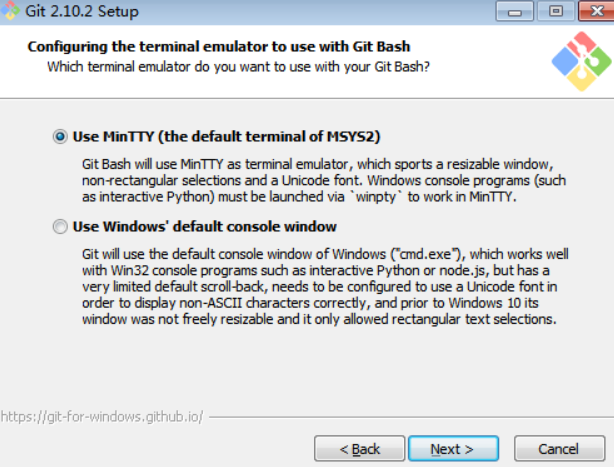 Git 2.10.2 Setup
Configuring the terminal emulator to use with Git Bash
Which terminal emulator do you want to use with your Git Bash?
Use MinTTY (the default terminal of MSYS2)
Git Bash will use MinTTY as terminal emulator, which sports a resizable window,
non-rectangular selections and a Unicode font. Windows console programs (such
as interactive Python) must be launched via `winpty` to work in MinTTY.
Use Windows' default console window
Git will use the default console window of Windows ("cmd.exe"), which works well
with Win32 console programs such as interactive Python or node.js, but has a
very limited default scroll-back, needs to be configured to use a Unicode font in
order to display non-ASCII characters correctly, and prior to Windows 10 its
window was not freely resizable and it only allowed rectangular text selections.
https://git-for-windows.github.io/
< Back Next > Cancel